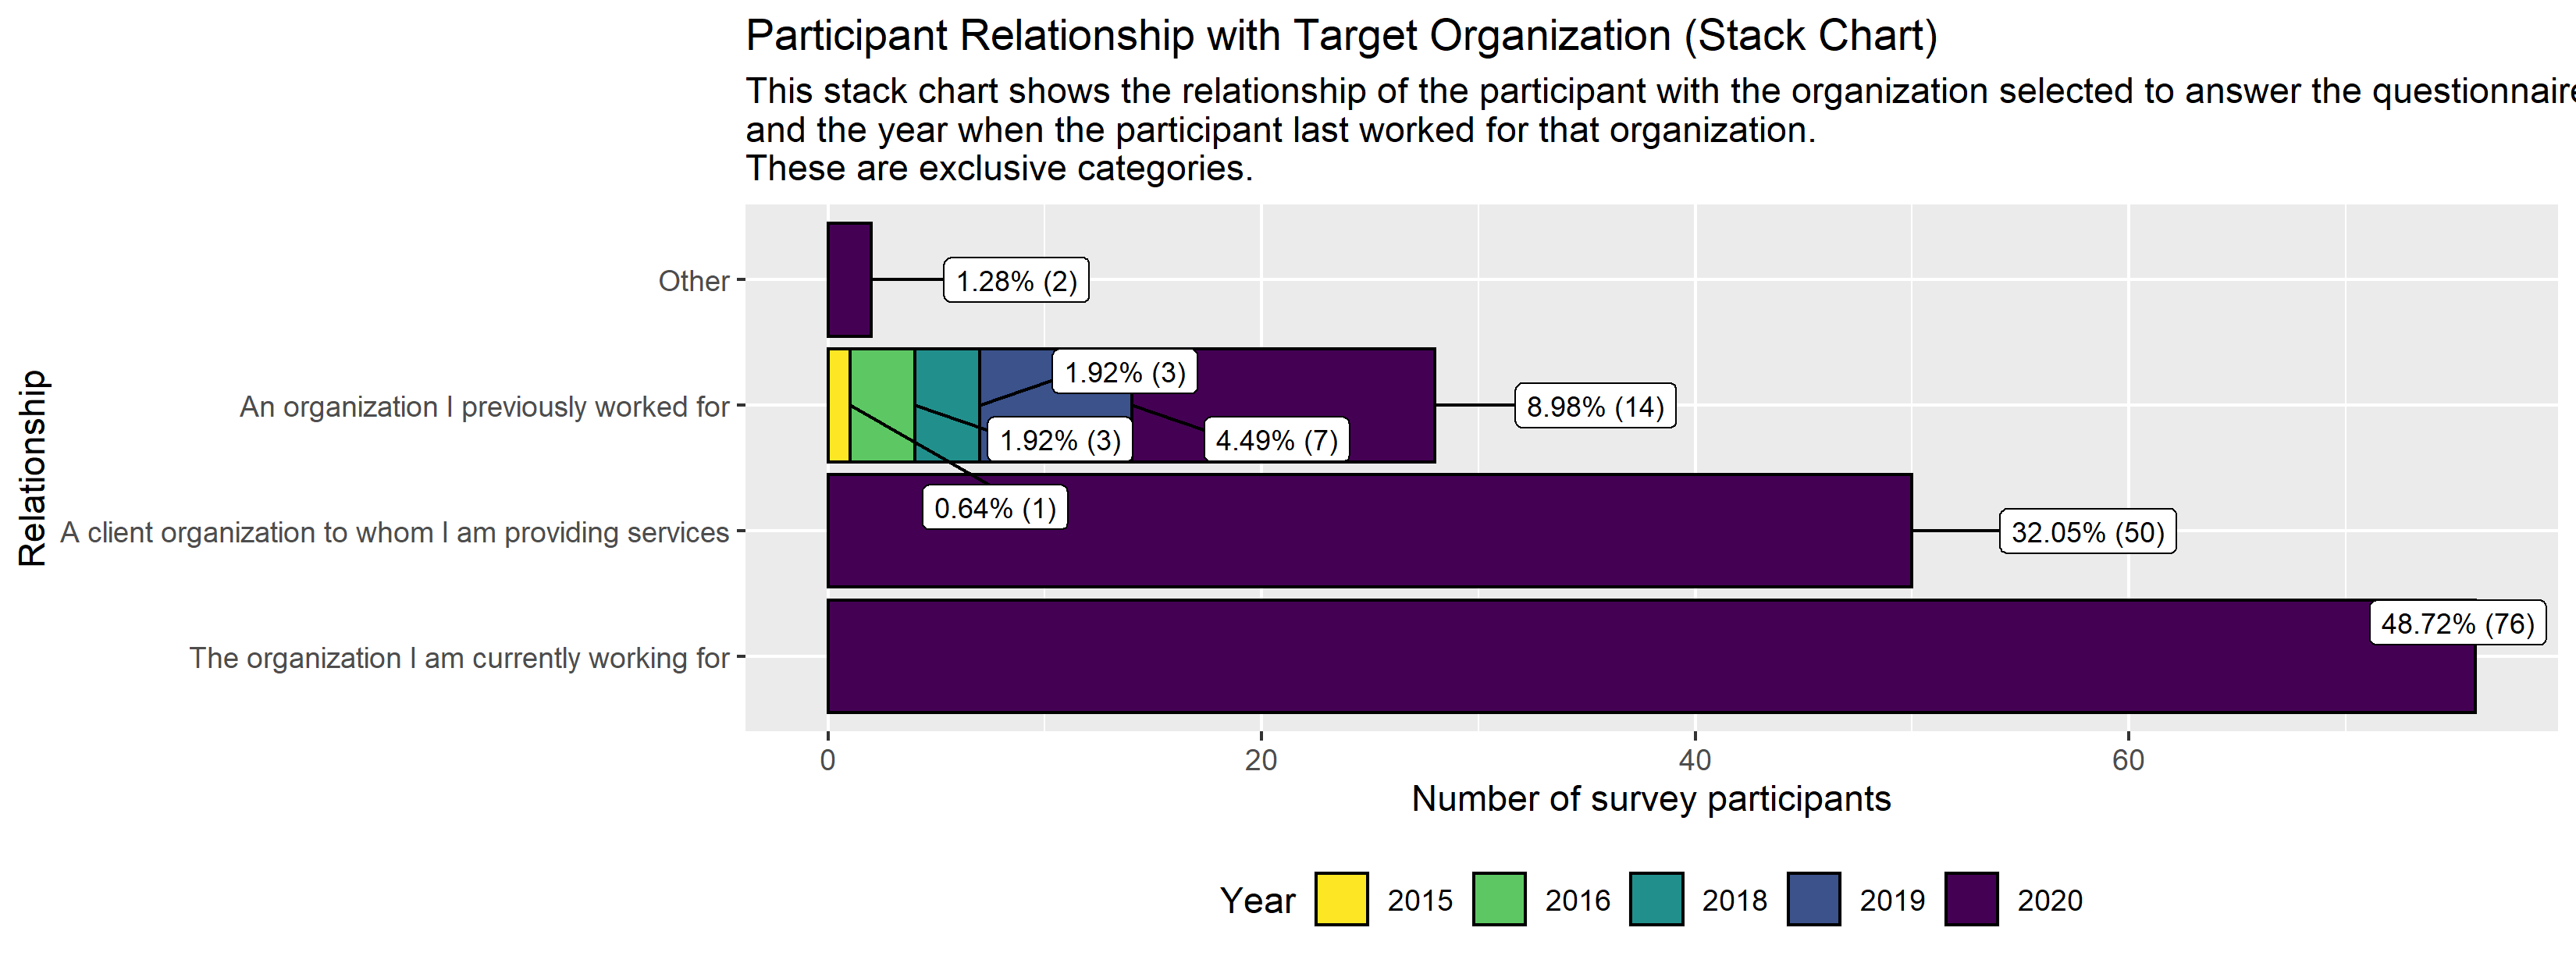 Participant Relationship with Target Organization (Stack Chart)
This stack chart shows the relationship of the participant with the organization selected to answer the questionnaire
and the year when the participant last worked for that organization.
These are exclusive categories.
Relationship
Other
1.28% (2)
An organization I previously worked for
1.92% (3)
8.98% (14)
1.92% (3)
4.49% (7)
0.64% (1)
A client organization to whom I am providing services
32.05% (50)
48.72% (76)
The organization I am currently working for
0 20 40 60
Number of survey participants
Year 2015 2016 2018 2019 2020